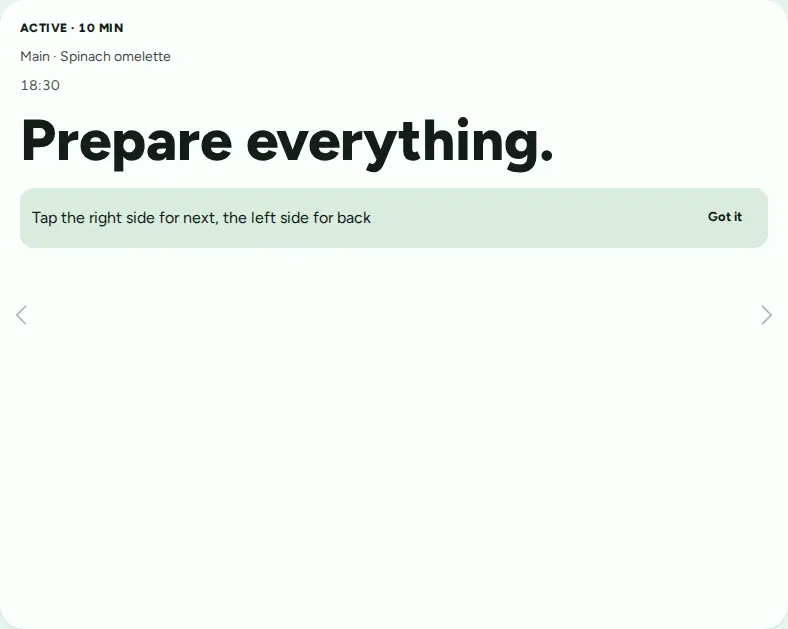 ACTIVE · 10 MIN
Main · Spinach omelette
18:30
Prepare everything.
Tap the right side for next, the left side for back
Got it